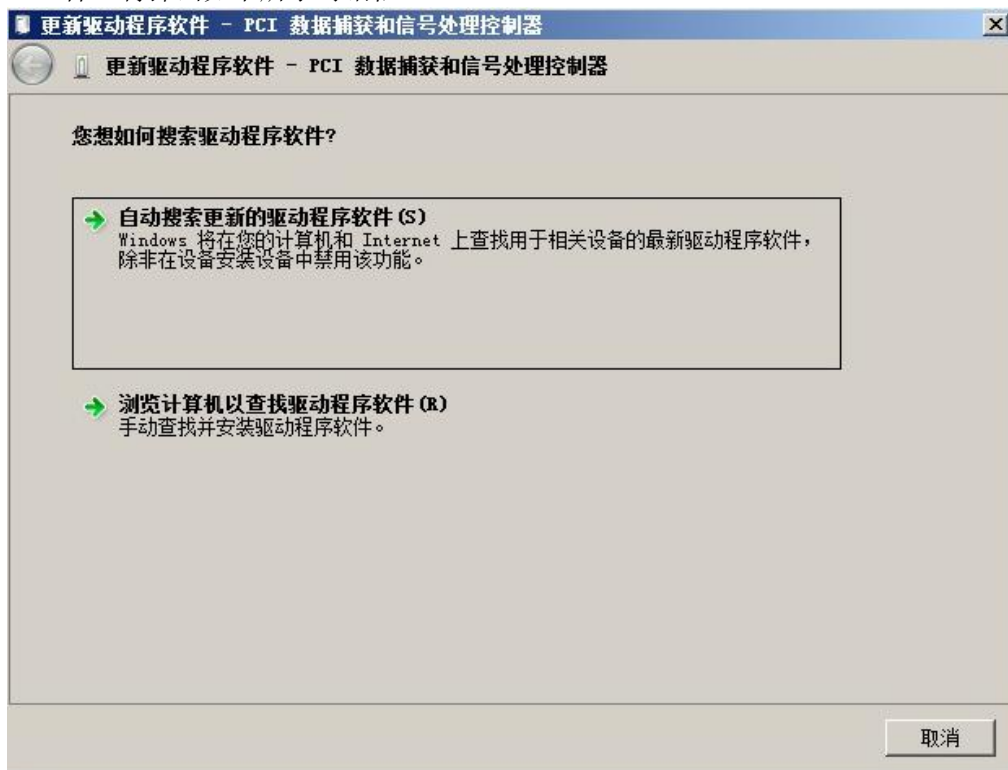 更新驱动程序软件 - PCI 数据捕获和信号处理控制器
更新驱动程序软件 - PCI 数据捕获和信号处理控制器
您想如何搜索驱动程序软件?
自动搜索更新的驱动程序软件(S)
Windows 将在您的计算机和 Internet 上查找用于相关设备的最新驱动程序软件，
除非在设备安装设备中禁用该功能。
浏览计算机以查找驱动程序软件(R)
手动查找并安装驱动程序软件。
取消